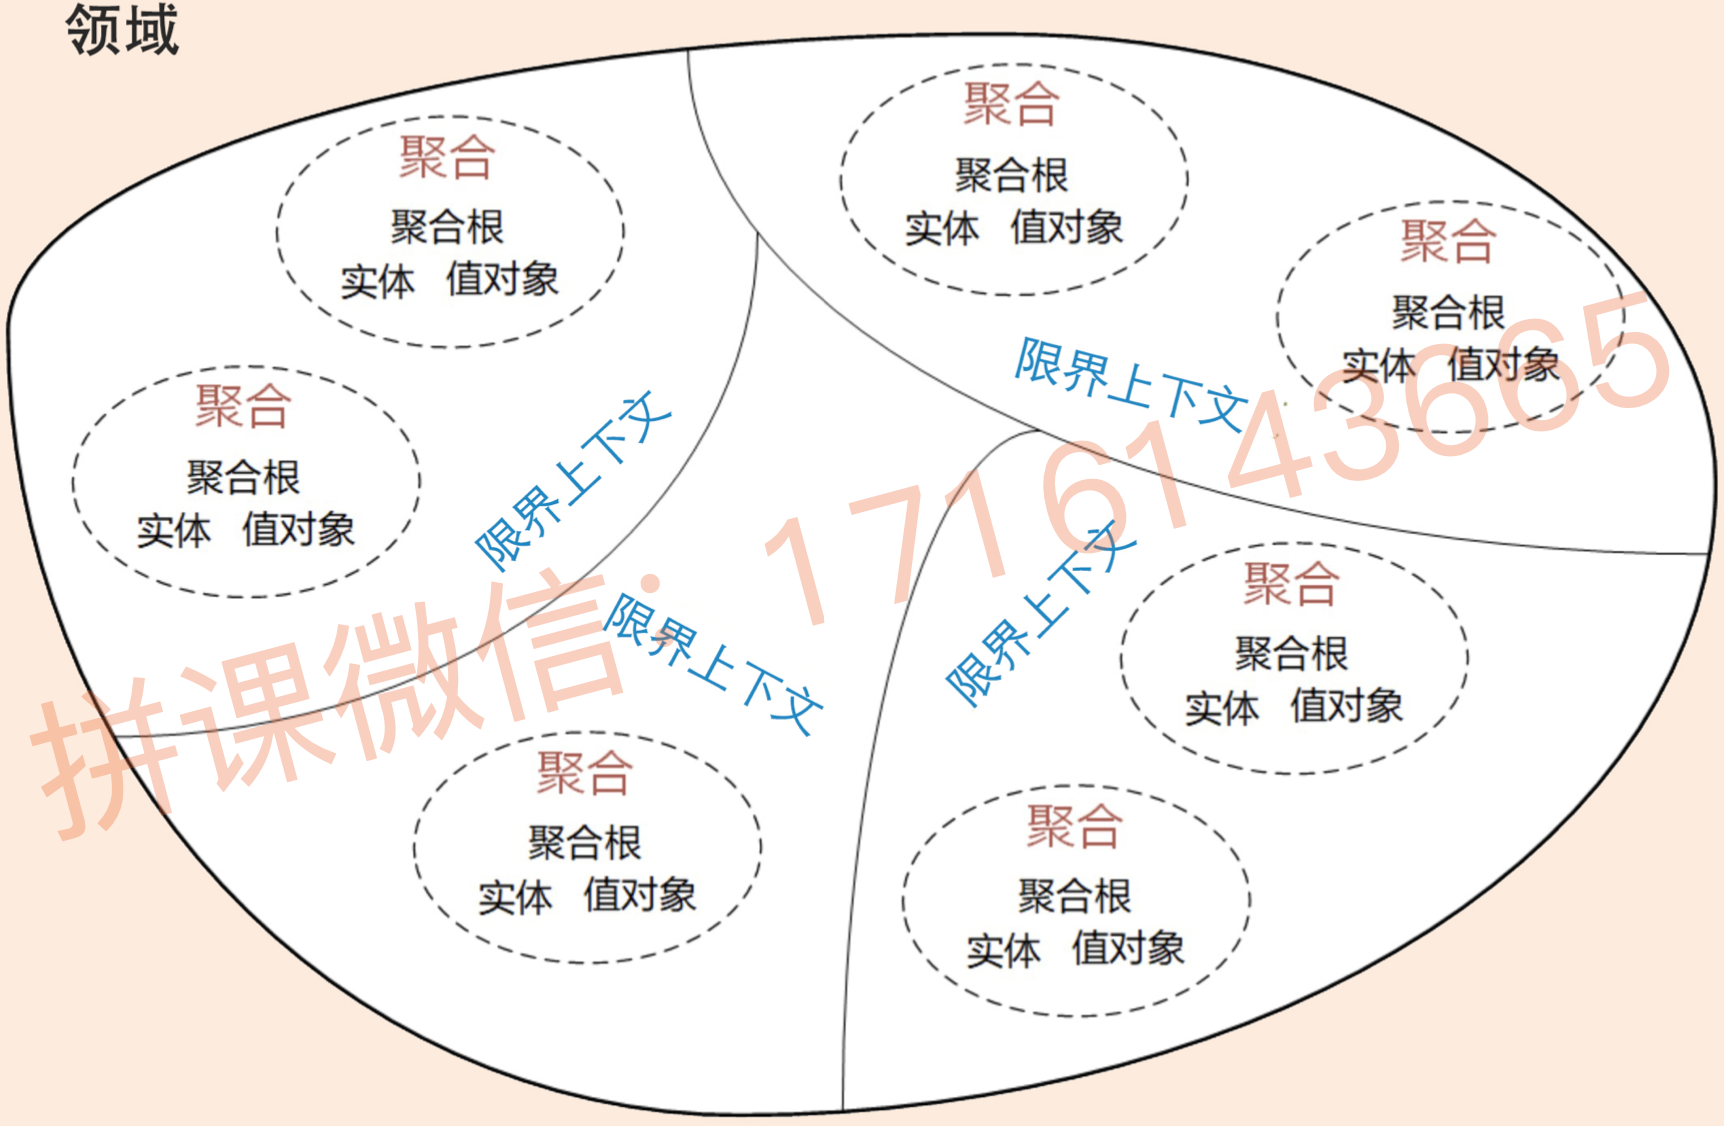 领域
聚合
聚合根
实体 值对象
聚合
聚合根
实体 值对象
限界上下文
聚合
聚合根
实体 值对象
聚合
聚合根
实体 值对象
限界上下文
限界上下文
聚合
聚合根
实体 值对象
限界上下文
聚合
聚合根
实体 值对象
聚合
聚合根
实体 值对象
拼课微信：1716143665